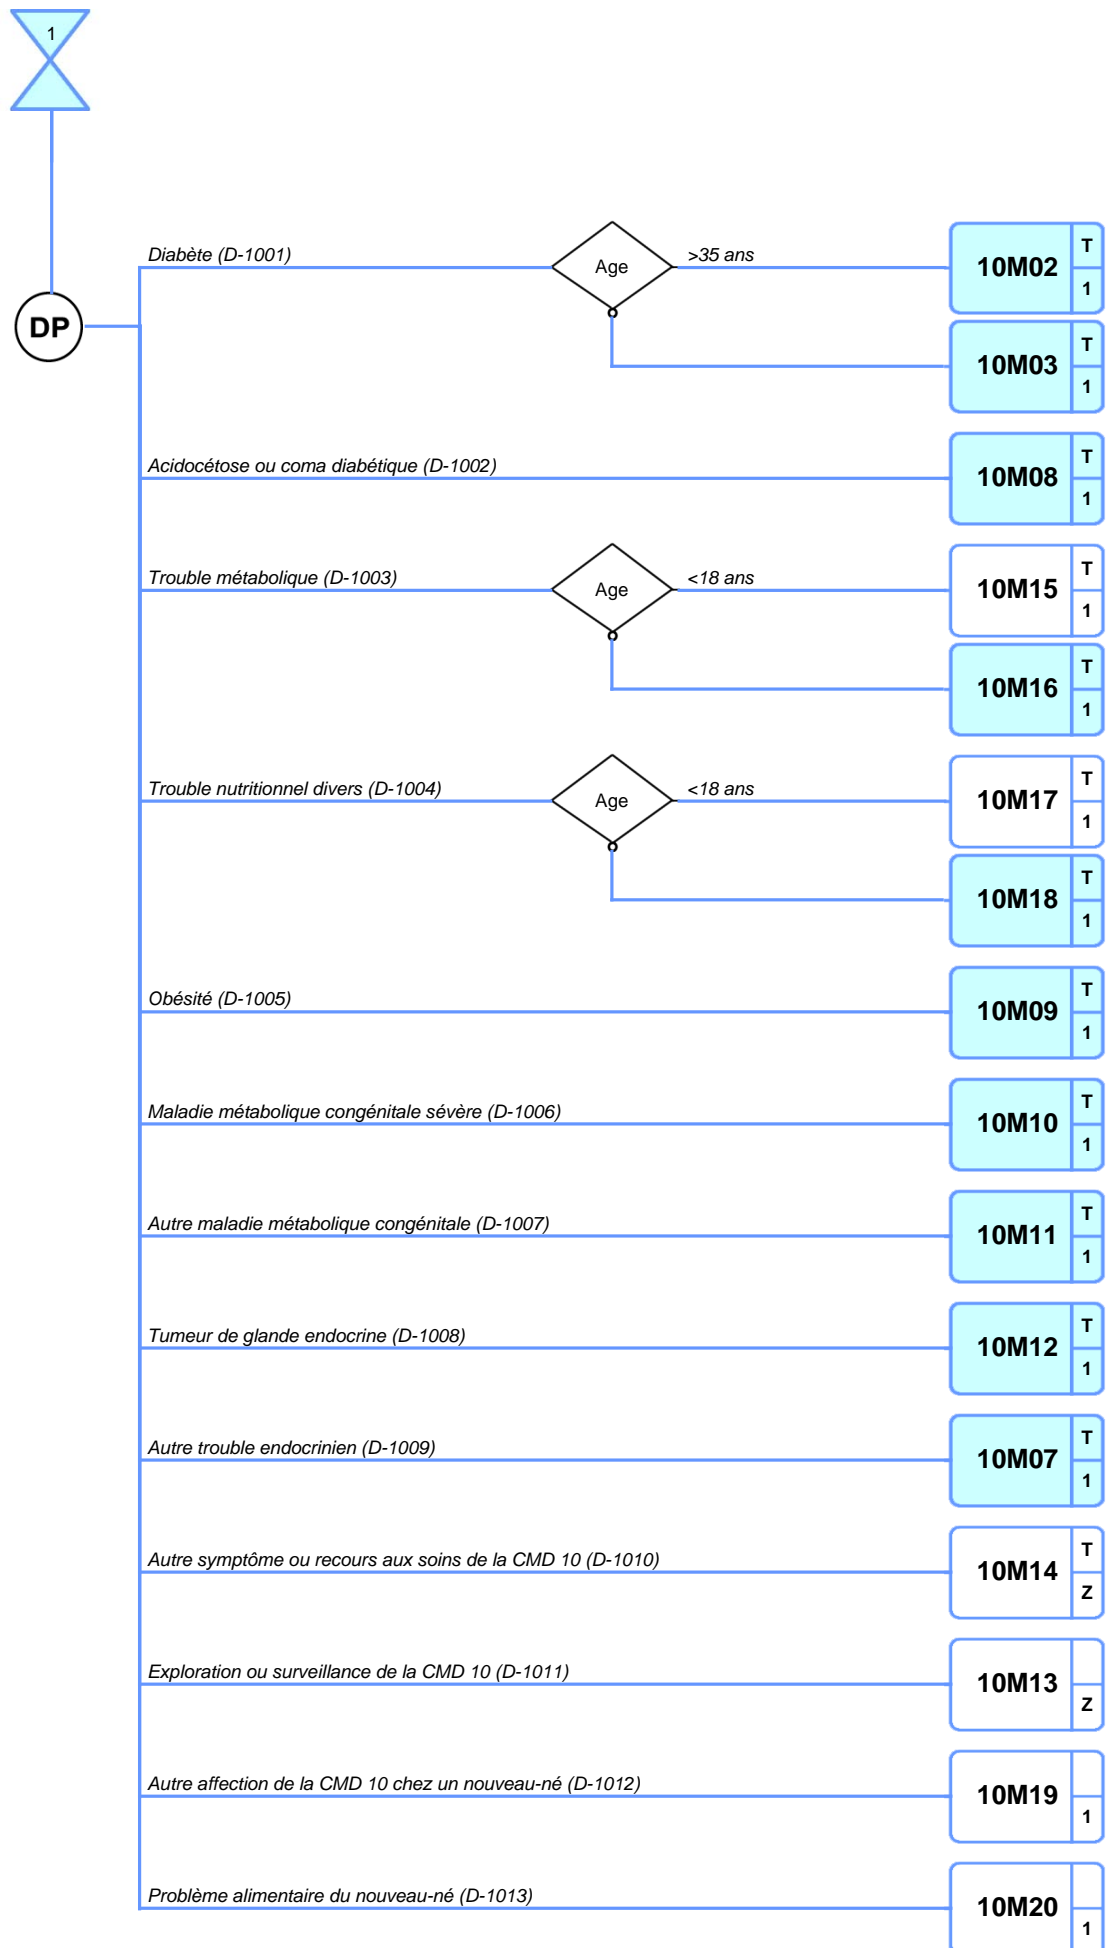 1
Diabète (D-1001)
Age
>35 ans
10M02
T
1
DP
10M03
T
1
Acidocétose ou coma diabétique (D-1002)
10M08
T
1
Trouble métabolique (D-1003)
Age
<18 ans
10M15
T
1
10M16
T
1
Trouble nutritionnel divers (D-1004)
Age
<18 ans
10M17
T
1
10M18
T
1
Obésité (D-1005)
10M09
T
1
Maladie métabolique congénitale sévère (D-1006)
10M10
T
1
Autre maladie métabolique congénitale (D-1007)
10M11
T
1
Tumeur de glande endocrine (D-1008)
10M12
T
1
Autre trouble endocrinien (D-1009)
10M07
T
1
Autre symptôme ou recours aux soins de la CMD 10 (D-1010)
10M14
T
Z
Exploration ou surveillance de la CMD 10 (D-1011)
10M13
Z
Autre affection de la CMD 10 chez un nouveau-né (D-1012)
10M19
1
Problème alimentaire du nouveau-né (D-1013)
10M20
1